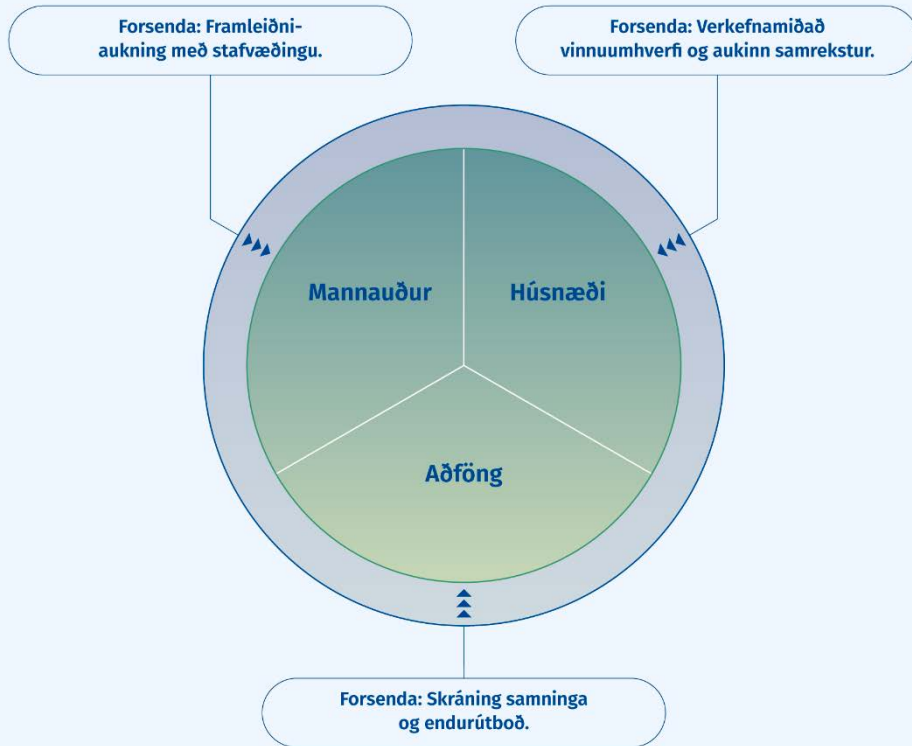 Forsenda: Framleiðni-
aukning með stafvæðingu.
Forsenda: Verkefnamiðað
vinnuumhverfi og aukinn samrekstur.
Mannauður
Húsnæði
Aðföng
Forsenda: Skráning samninga
og endurútboð.